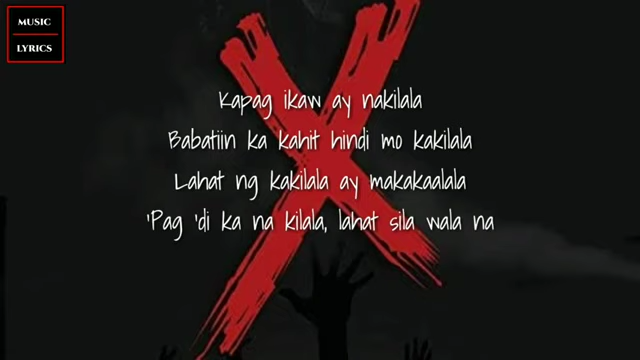 MUSIC
LYRICS
Kapag ikaw ay nakilala
Babatiin ka kahit hindi mo kakilala
Lahat ng kakilala ay makakaalala
'Pag 'di ka na kilala, lahat sila wala na